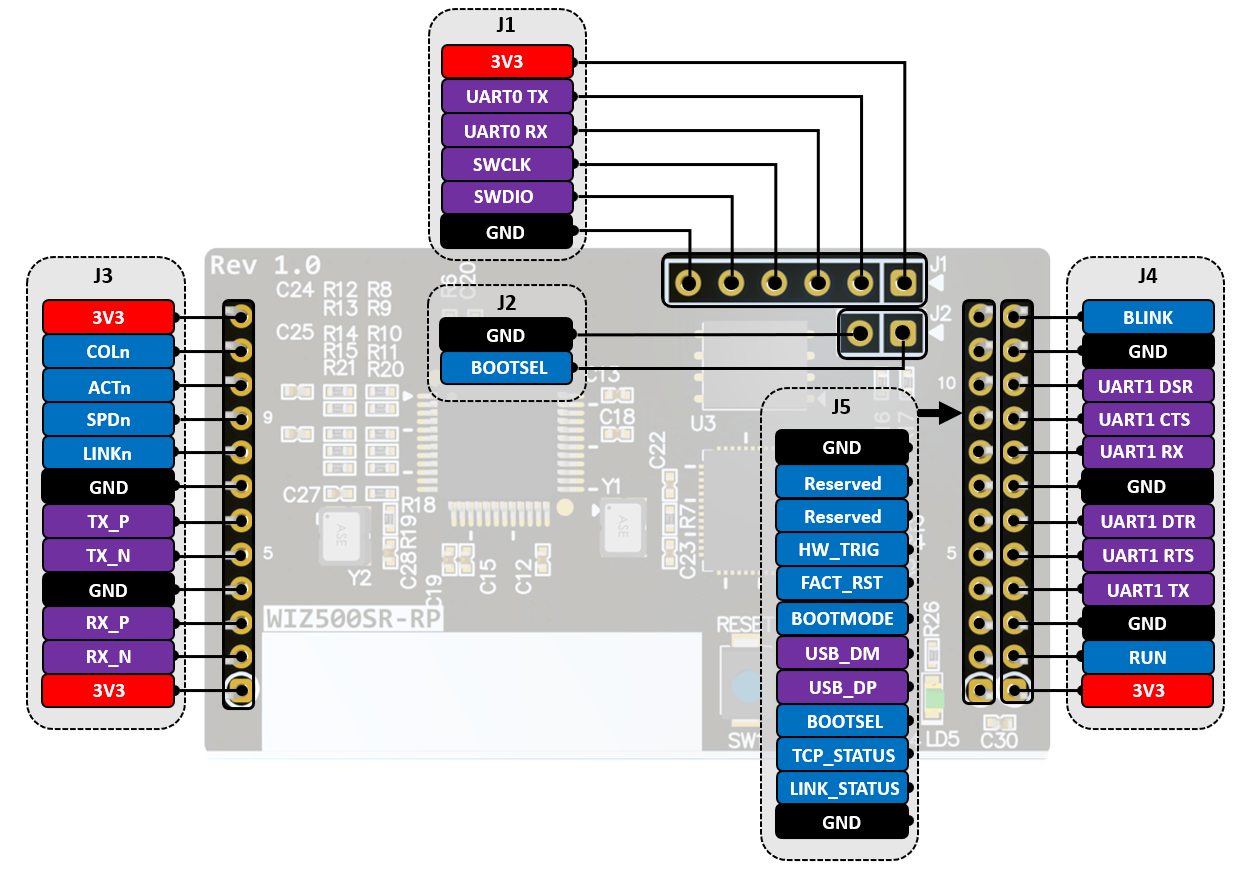 J1
3V3
UART0 TX
UART0 RX
SWCLK
SWDIO
GND
J3
3V3
COLn
ACTn
SPDn
LINKn
GND
TX_P
TX_N
GND
RX_P
RX_N
3V3
Rev 1.0
C24 R12 R8
R13 R9
C25 R14 R10
R15 R11
R21 R20
R6
C20
J2
GND
BOOTSEL
J1
J2
C13
C18
9
5
C27
R18
R19
C28
Y2
C19
C15
C12
Y1
C22
R7
C23
U3
10
5
WIZ500SR-RP
RESET
SW
R26
LD5
C30
J5
GND
Reserved
Reserved
HW_TRIG
FACT_RST
BOOTMODE
USB_DM
USB_DP
BOOTSEL
TCP_STATUS
LINK_STATUS
GND
J4
BLINK
GND
UART1 DSR
UART1 CTS
UART1 RX
GND
UART1 DTR
UART1 RTS
UART1 TX
GND
RUN
3V3
ASE
ASE